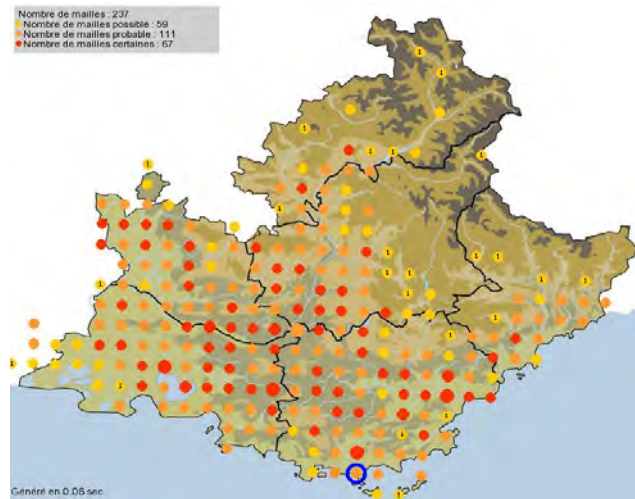 Nombre de mailles : 237
Nombre de mailles possible : 59
Nombre de mailles probable : 111
Nombre de mailles certaines : 67
Généré en 0.06 sec